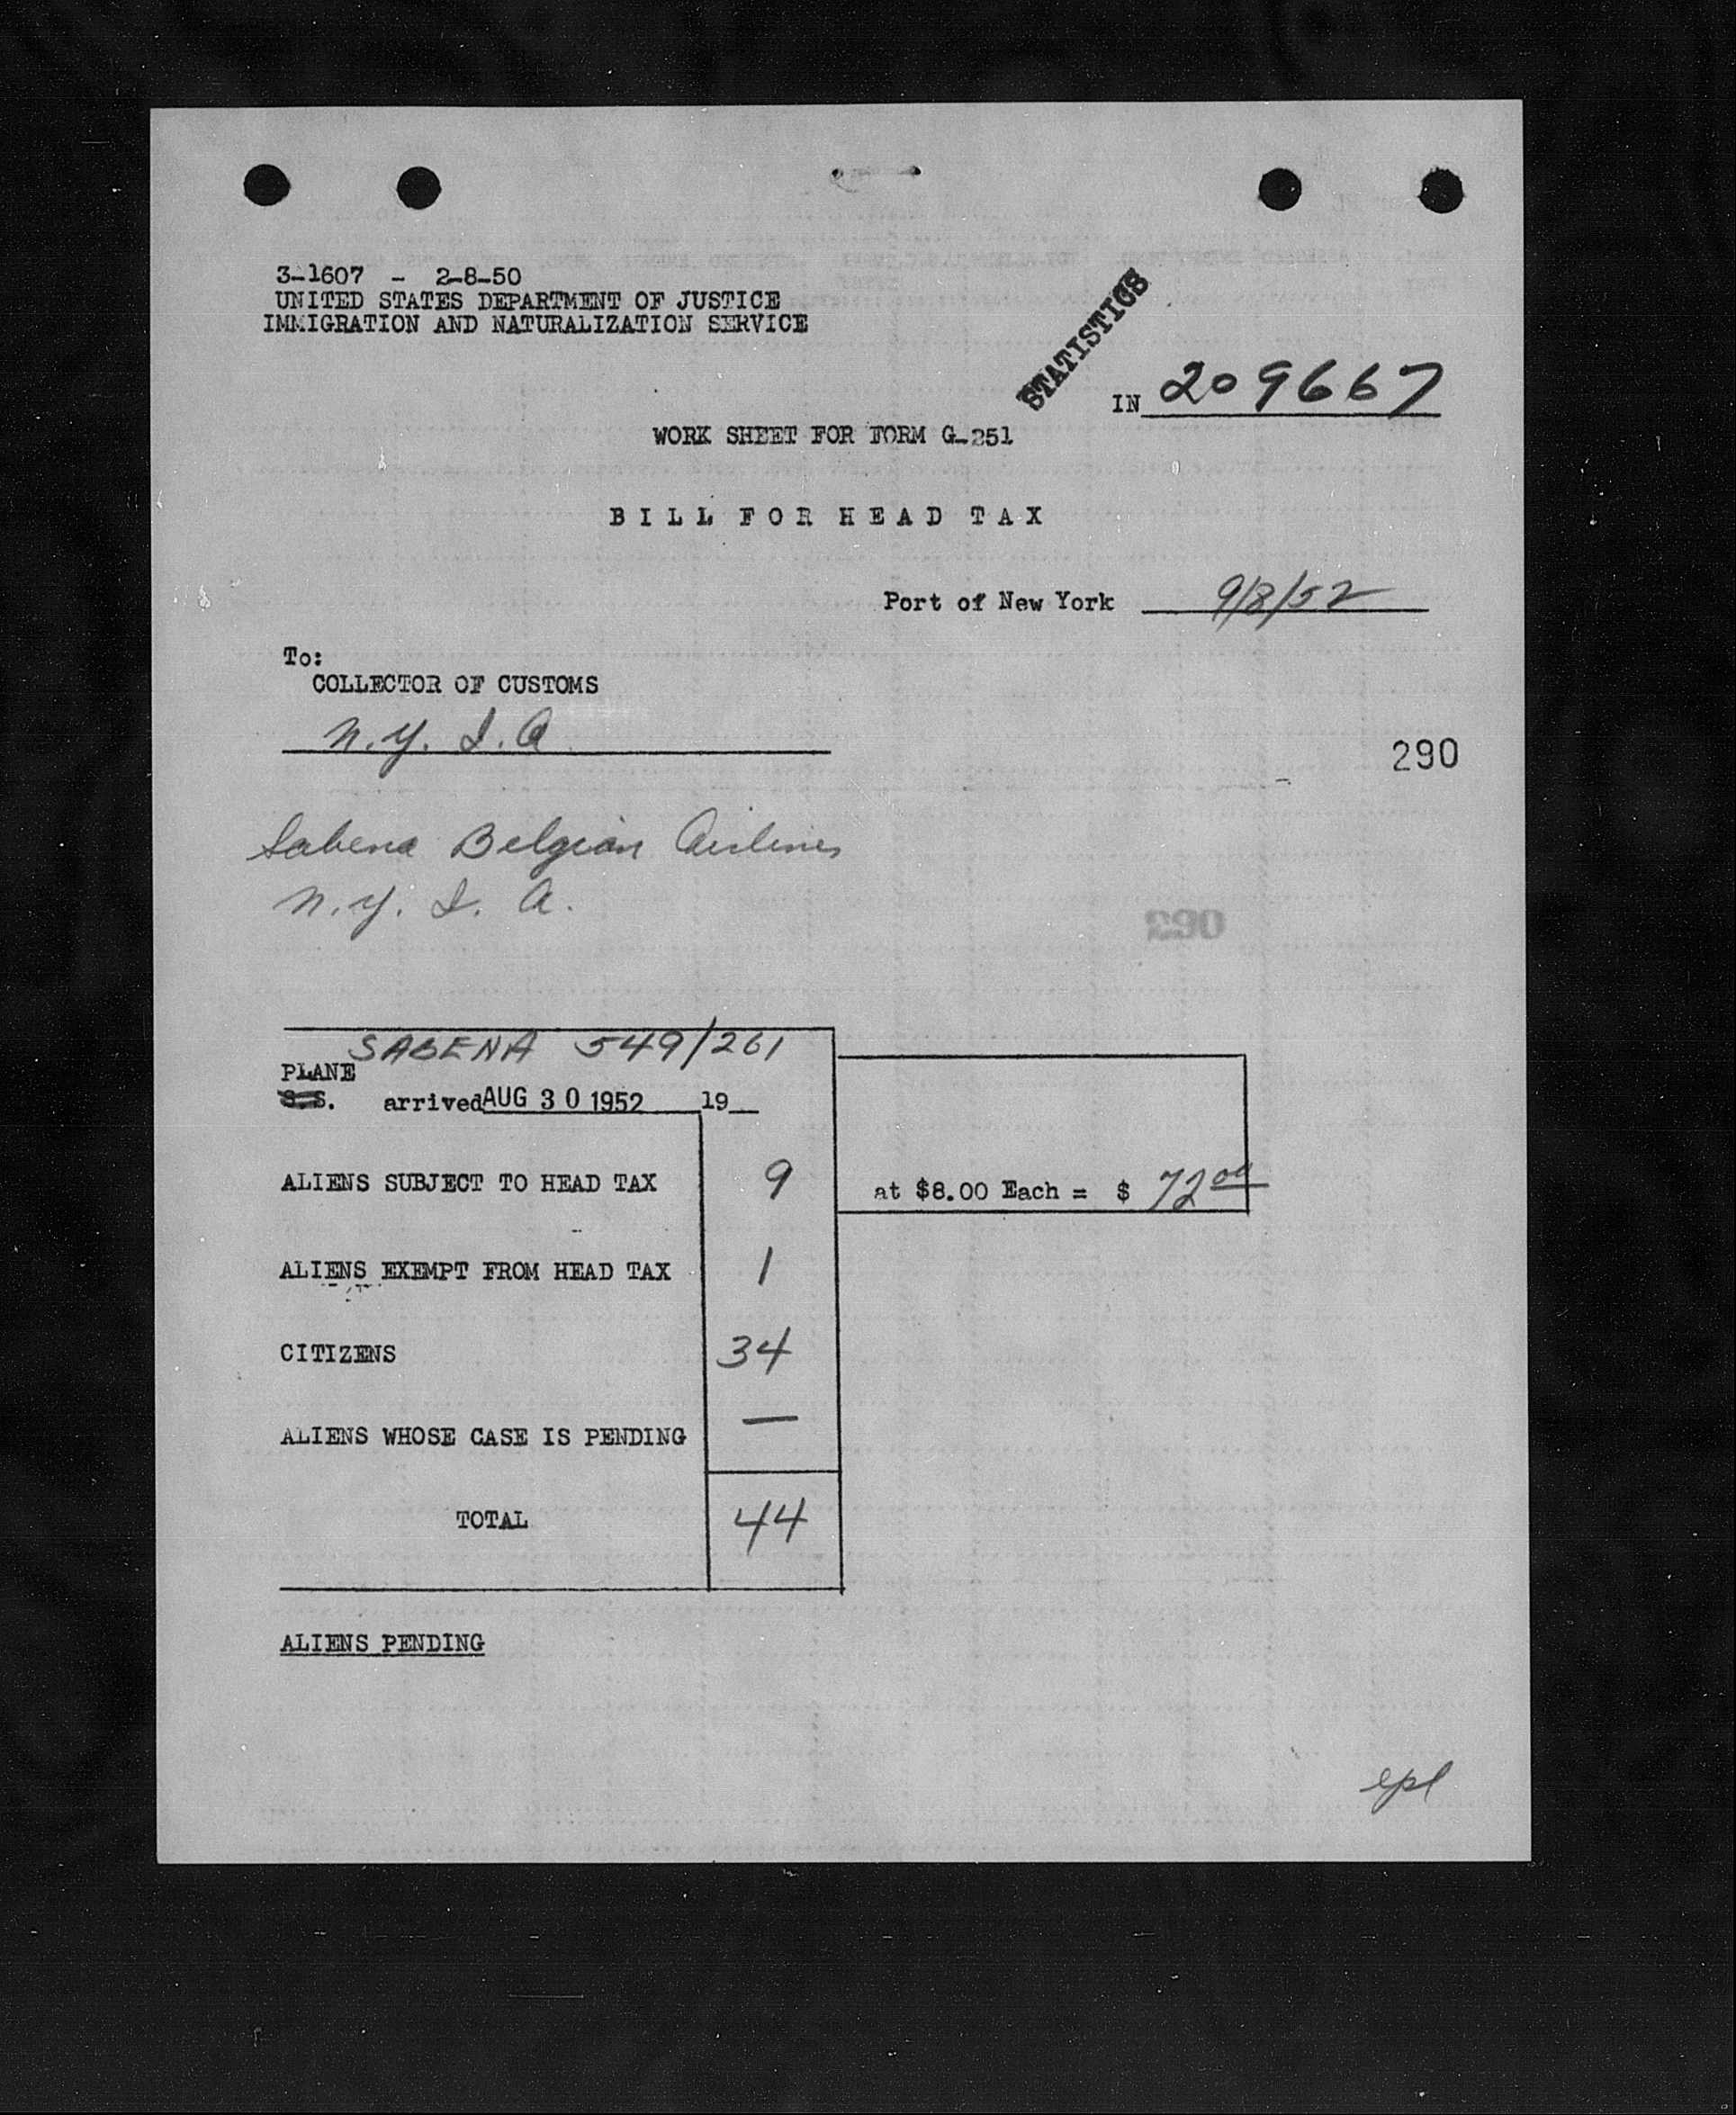 3-1607 - 2-8-50
UNITED STATES DEPARTMENT OF JUSTICE
IMMIGRATION AND NATURALIZATION SERVICE
STATISTICS
IN 209667
WORK SHEET FOR FORM G-251
BILL FOR HEAD TAX
Port of New York 9/8/52
To:
COLLECTOR OF CUSTOMS
N.Y. I.A
290
Sabena Belgian Airlines
N.Y. I. A.
290
SABENA 549/261
PLANE
S.S. arrived AUG 30 1952 19
ALIENS SUBJECT TO HEAD TAX 9 at $8.00 Each = $ 72 00
ALIENS EXEMPT FROM HEAD TAX 1
CITIZENS 34
ALIENS WHOSE CASE IS PENDING —
TOTAL 44
ALIENS PENDING
epl